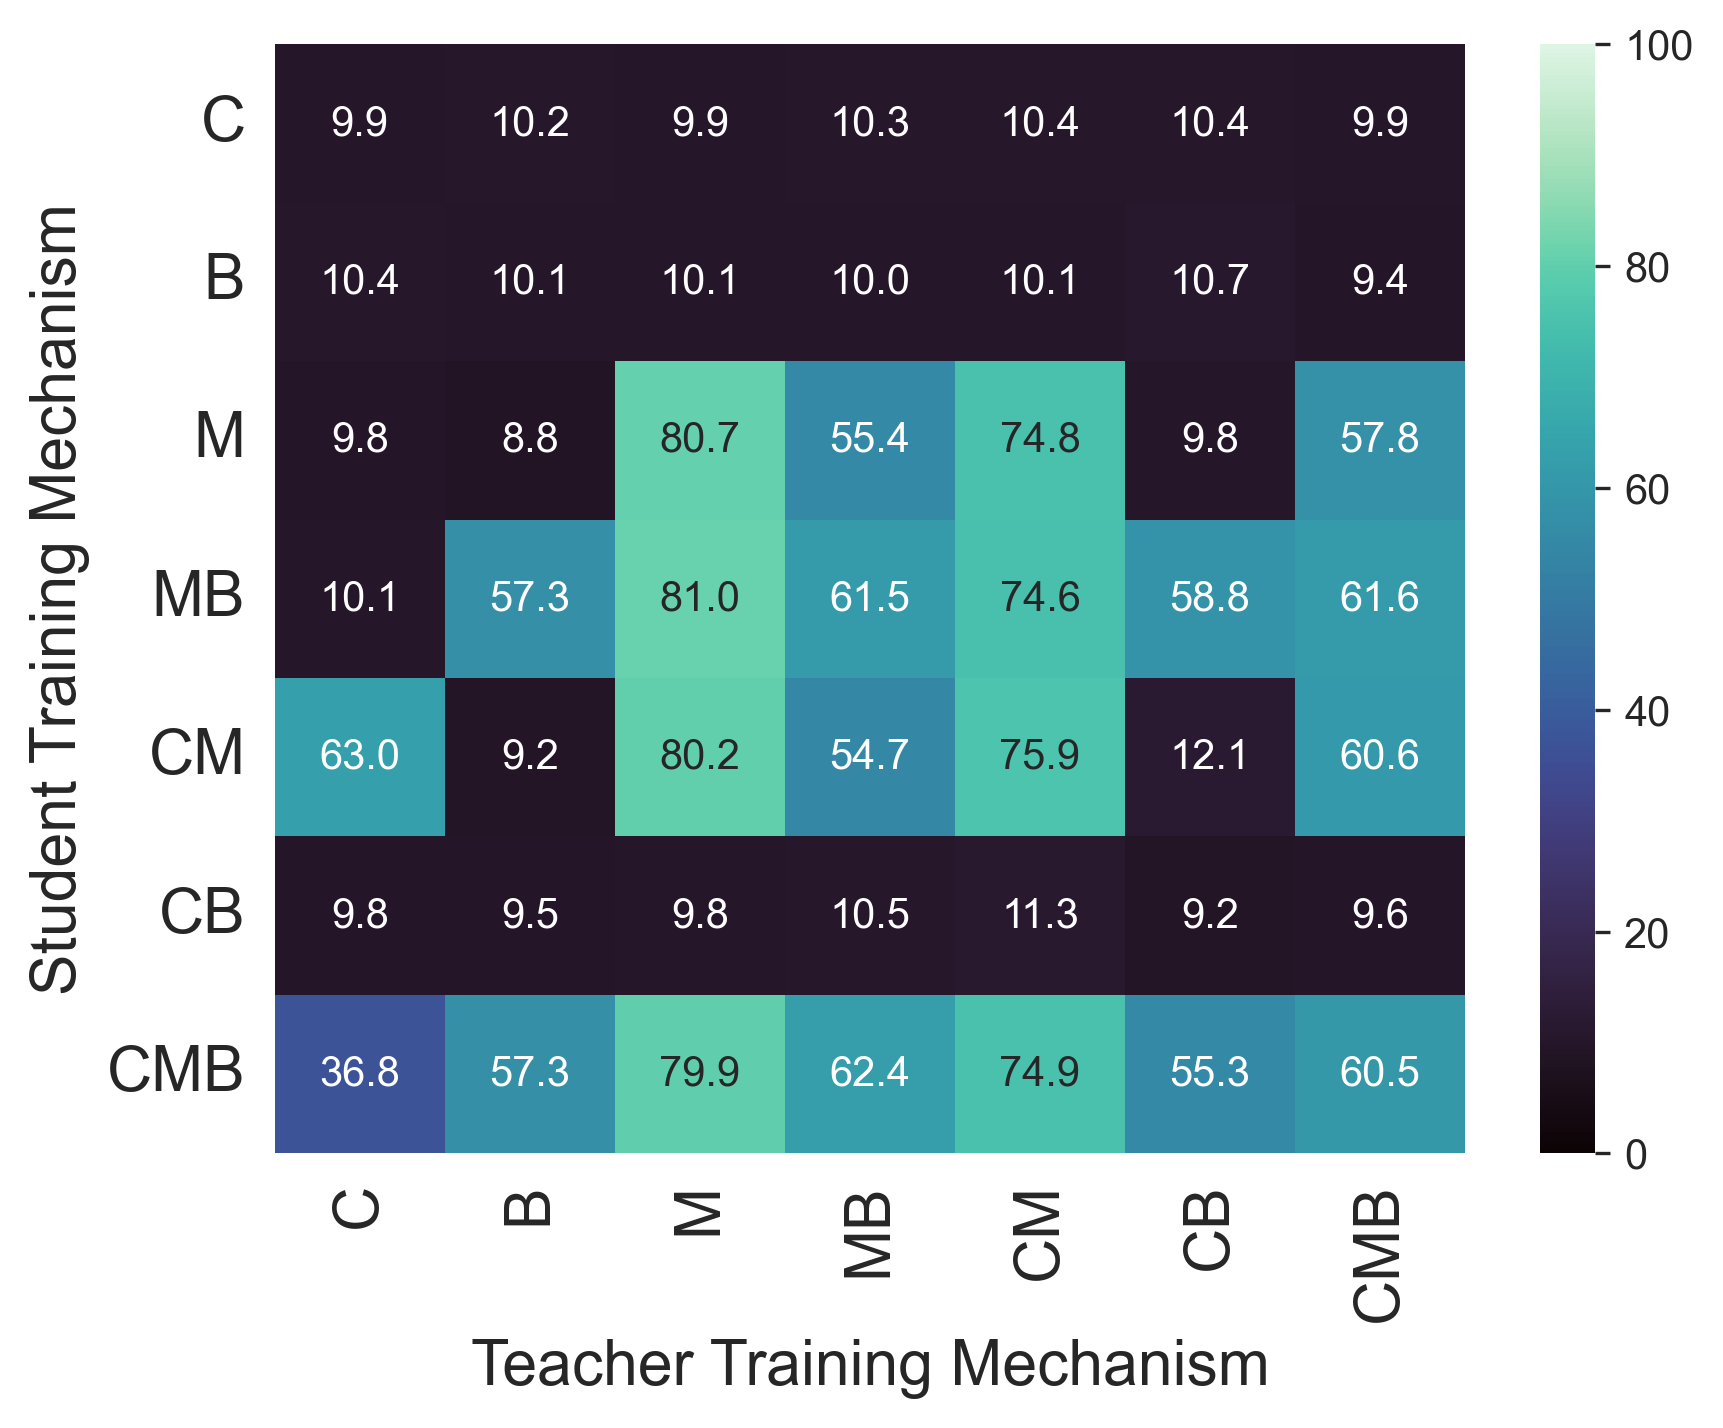 Student Training Mechanism
C 9.9 10.2 9.9 10.3 10.4 10.4 9.9
B 10.4 10.1 10.1 10.0 10.1 10.7 9.4
M 9.8 8.8 80.7 55.4 74.8 9.8 57.8
MB 10.1 57.3 81.0 61.5 74.6 58.8 61.6
CM 63.0 9.2 80.2 54.7 75.9 12.1 60.6
CB 9.8 9.5 9.8 10.5 11.3 9.2 9.6
CMB 36.8 57.3 79.9 62.4 74.9 55.3 60.5
C B M MB CM CB CMB
Teacher Training Mechanism
100
80
60
40
20
0